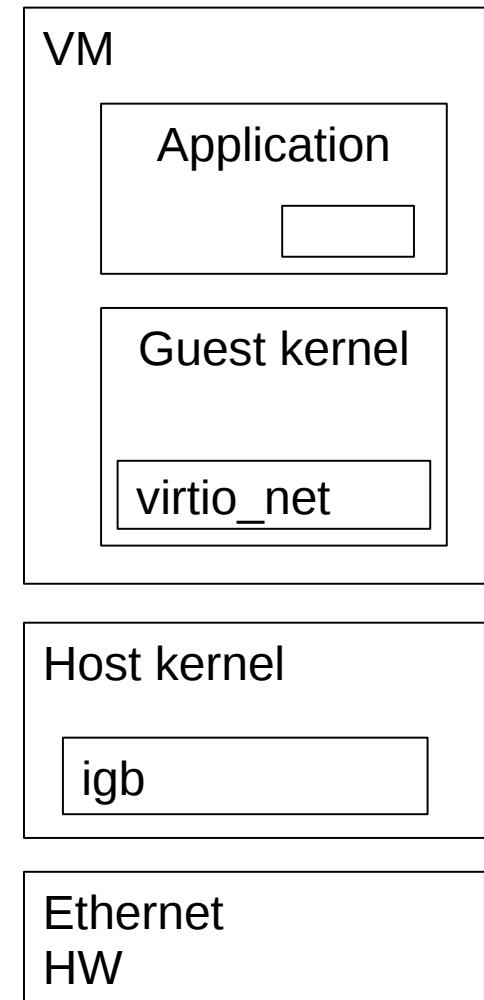 VM
Application
Guest kernel
virtio_net
Host kernel
igb
Ethernet
HW